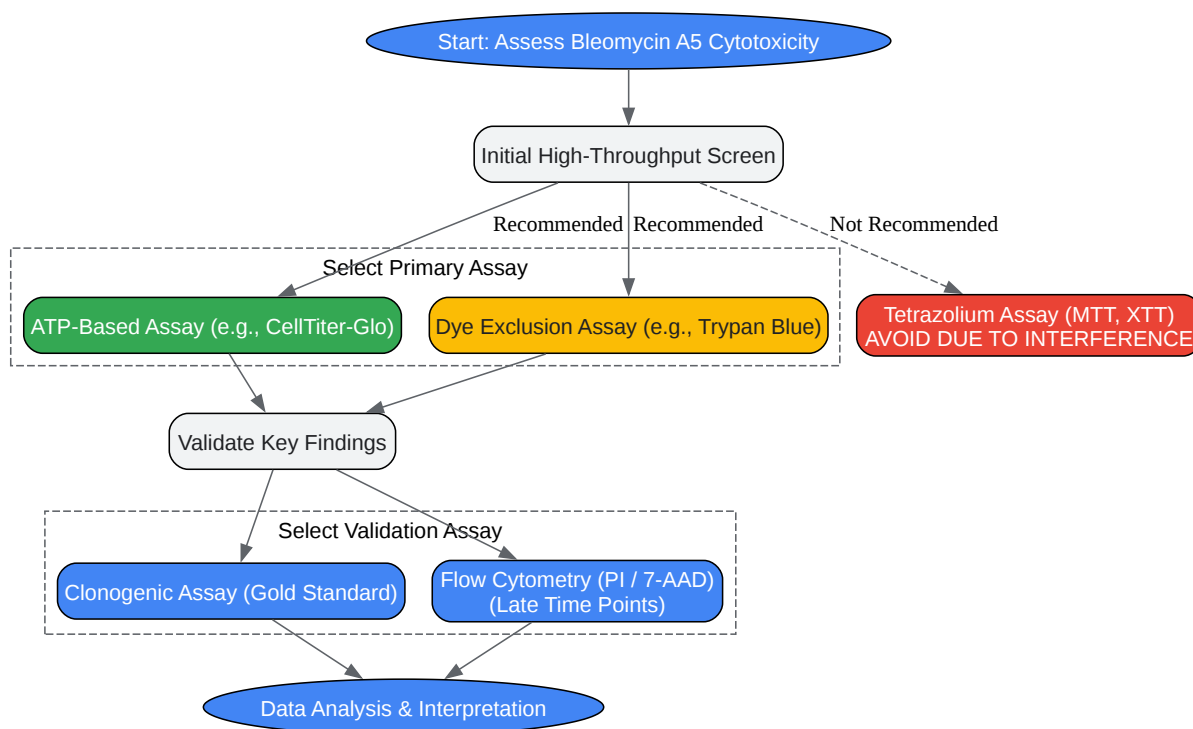 Start: Assess Bleomycin A5 Cytotoxicity
Initial High-Throughput Screen
Recommended
Recommended
Not Recommended
Select Primary Assay
ATP-Based Assay (e.g., CellTiter-Glo)
Dye Exclusion Assay (e.g., Trypan Blue)
Tetrazolium Assay (MTT, XTT)
AVOID DUE TO INTERFERENCE
Validate Key Findings
Select Validation Assay
Clonogenic Assay (Gold Standard)
Flow Cytometry (PI / 7-AAD)
(Late Time Points)
Data Analysis & Interpretation